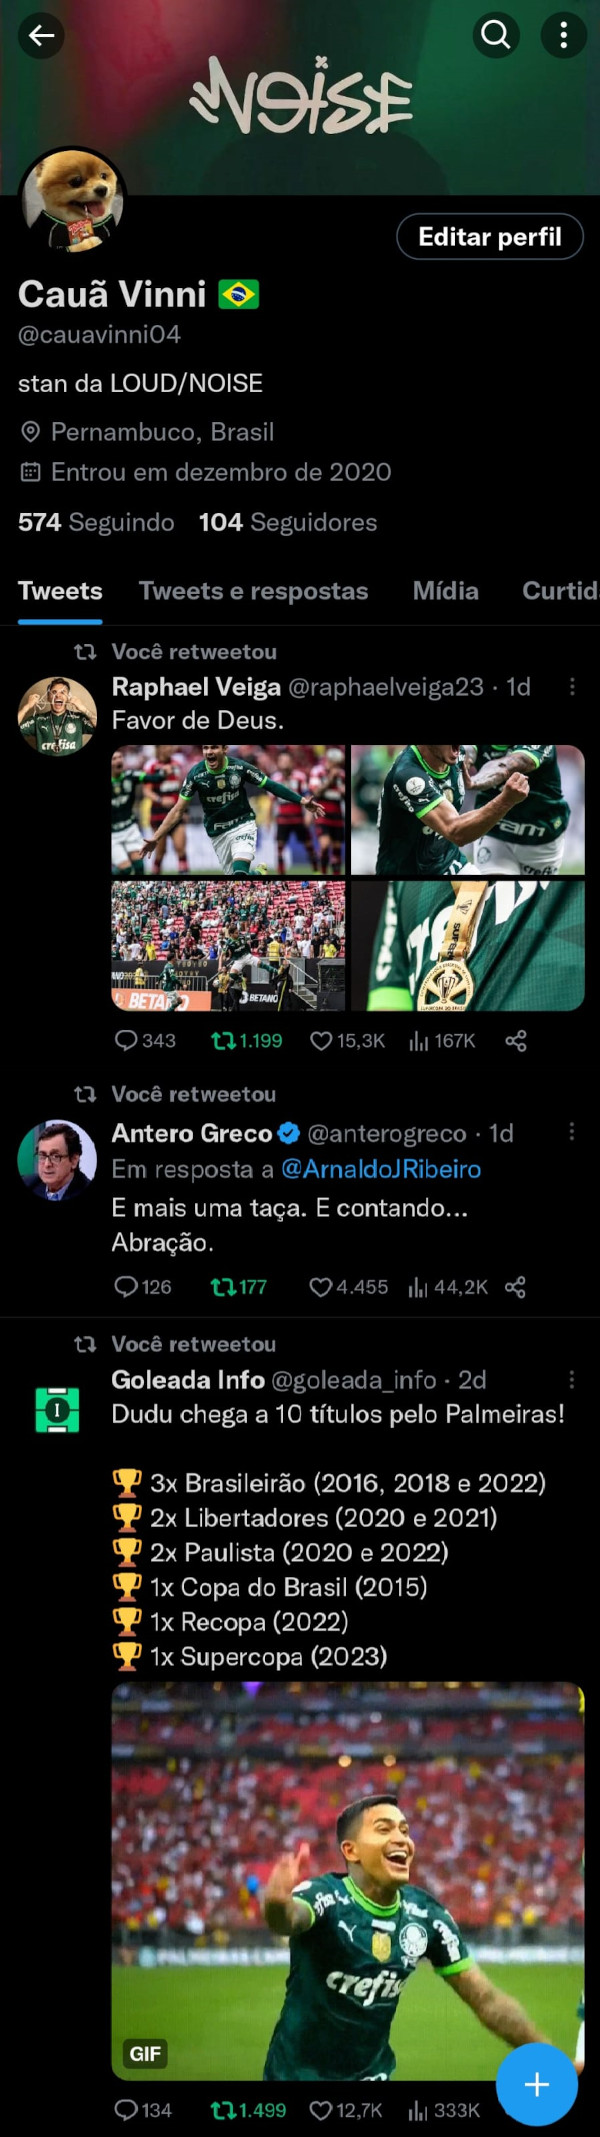 NOISE
Editar perfil
Cauã Vinni
@cauavinni04
stan da LOUD/NOISE
Pernambuco, Brasil
Entrou em dezembro de 2020
574 Seguindo 104 Seguidores
Tweets Tweets e respostas Mídia Curtid
Você retweetou
Raphael Veiga @raphaelveiga23 · 1d
Favor de Deus.
crefisa
FAM
BETANO
343 1.199 15,3K 167K
Você retweetou
Antero Greco @anterogreco · 1d
Em resposta a @ArnaldoJRibeiro
E mais uma taça. E contando...
Abração.
126 177 4.455 44,2K
Você retweetou
Goleada Info @goleada_info · 2d
Dudu chega a 10 títulos pelo Palmeiras!
🏆 3x Brasileirão (2016, 2018 e 2022)
🏆 2x Libertadores (2020 e 2021)
🏆 2x Paulista (2020 e 2022)
🏆 1x Copa do Brasil (2015)
🏆 1x Recopa (2022)
🏆 1x Supercopa (2023)
crefis
GIF
134 1.499 12,7K 333K